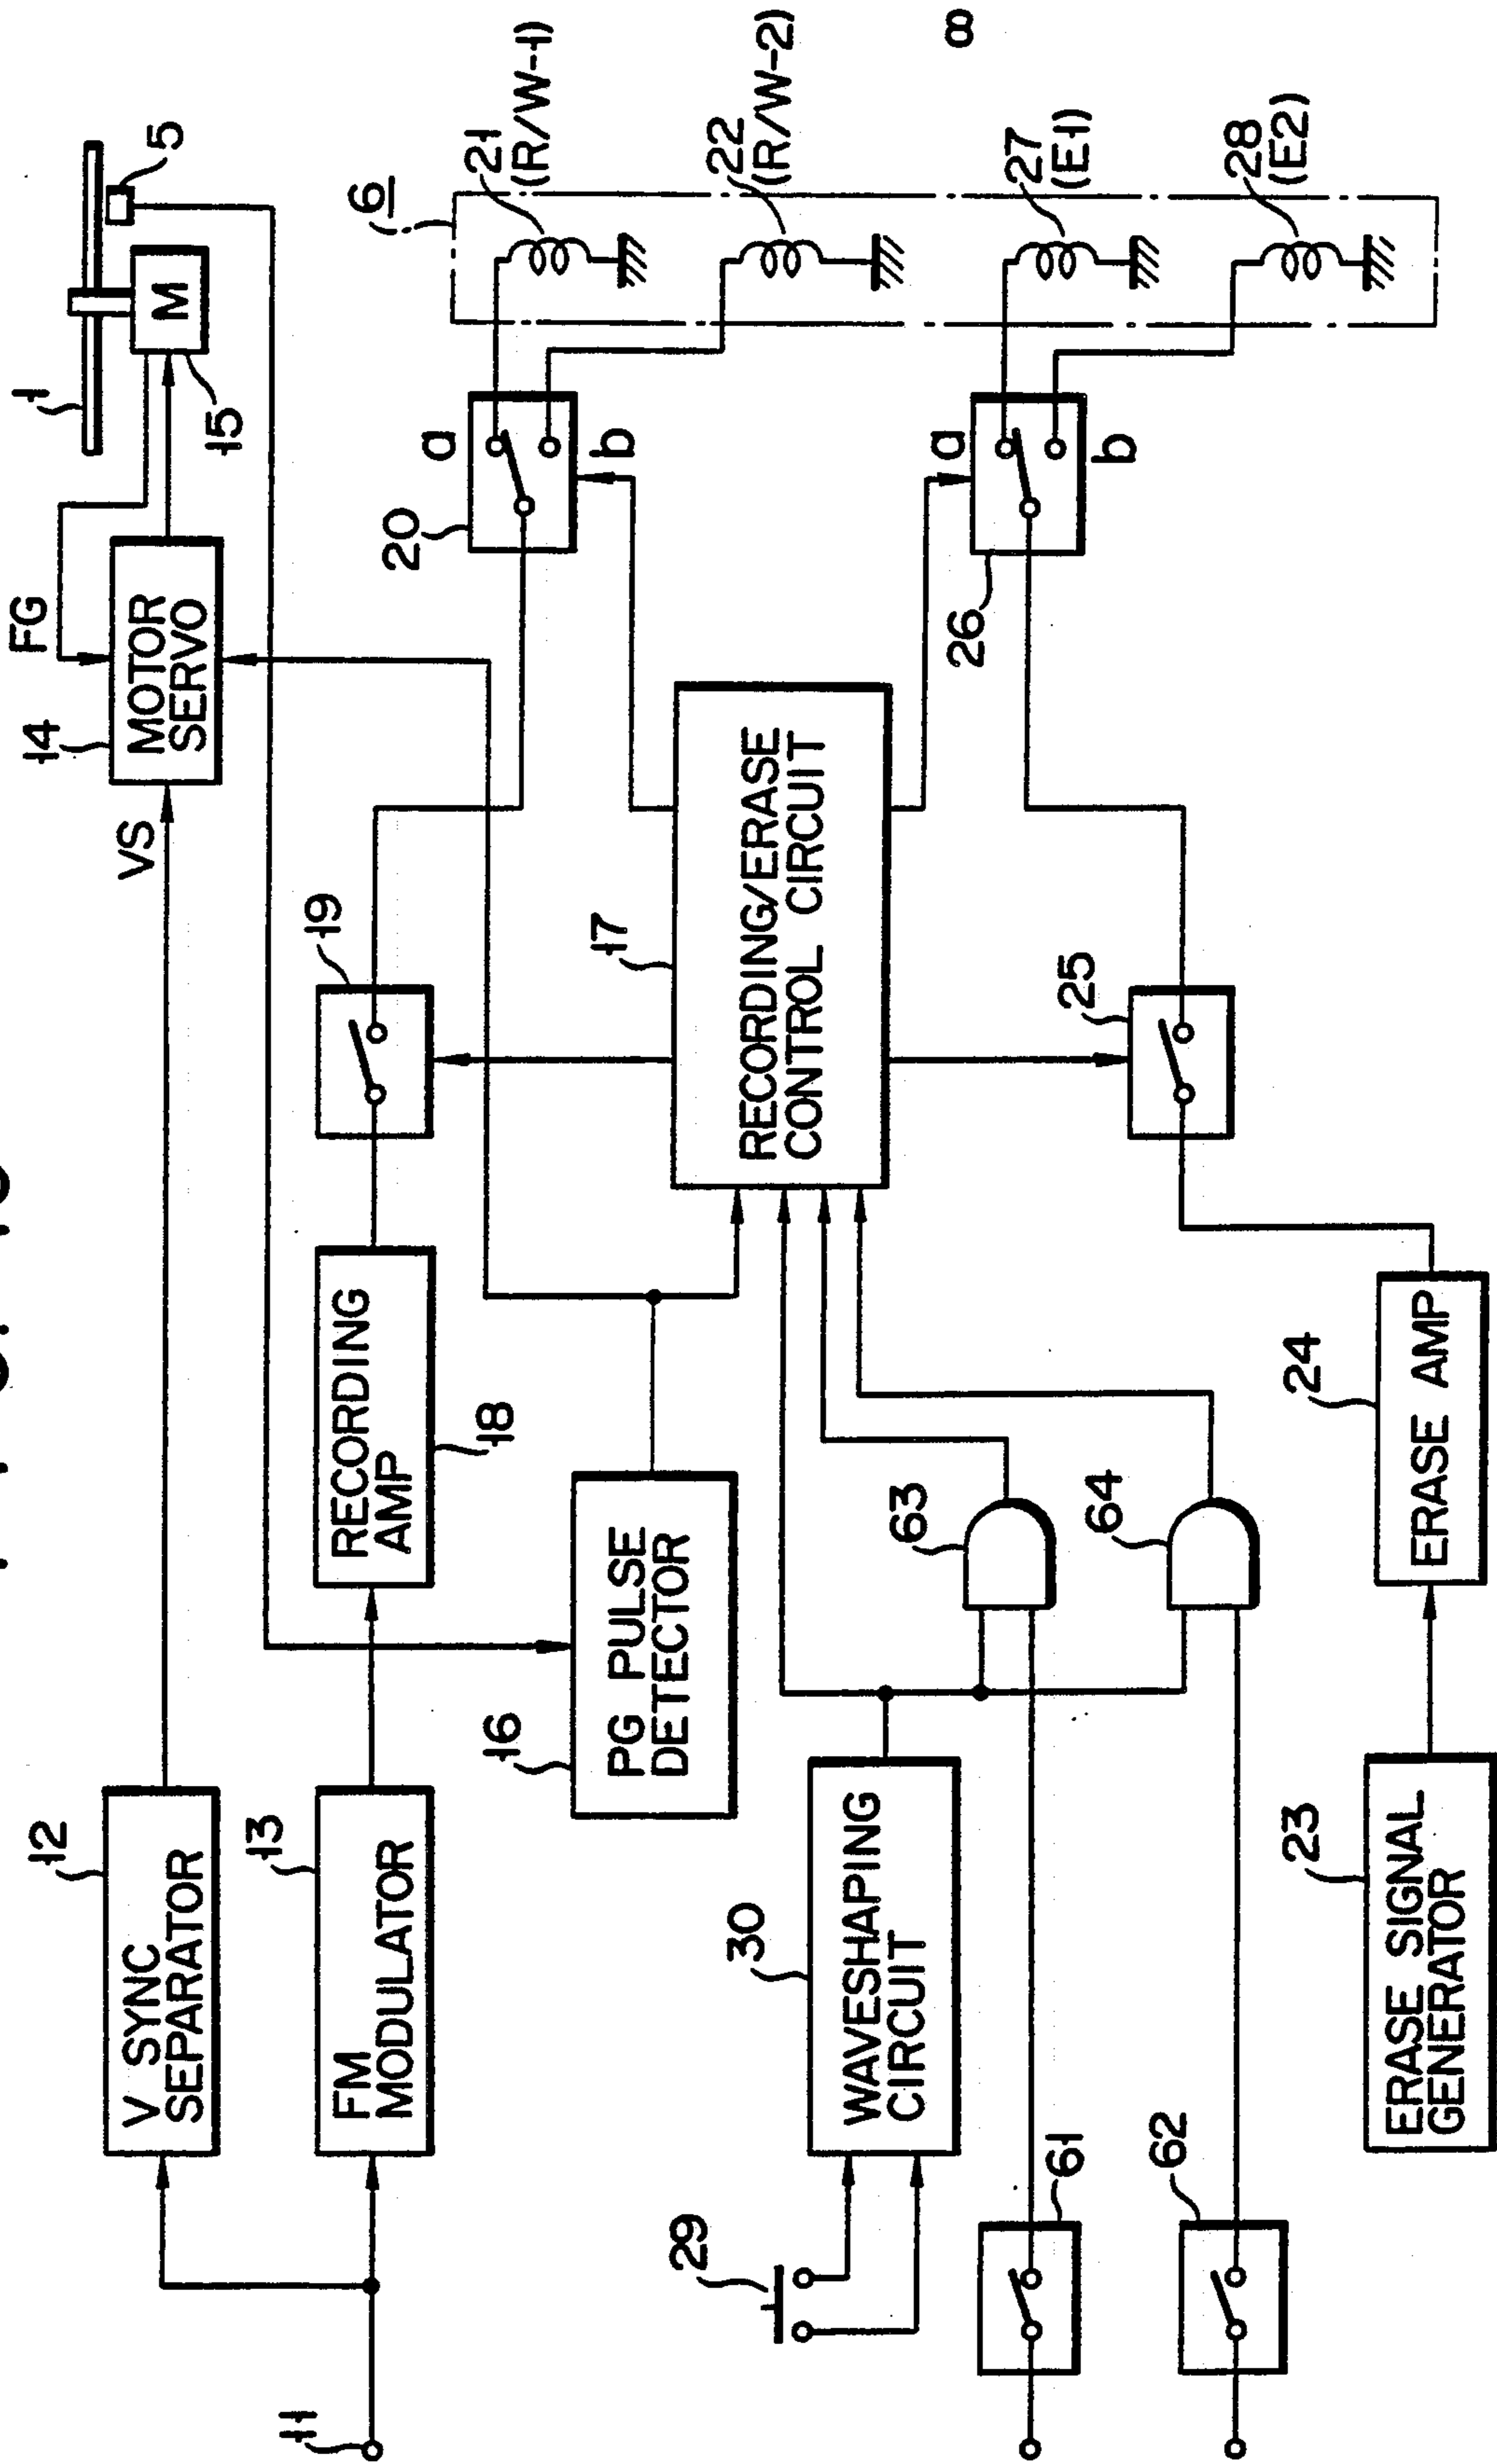 11
12
V SYNC
SEPARATOR
VS
14
MOTOR
SERVO
FG
15
M
1
5
13
FM
MODULATOR
RECORDING
AMP
18
19
20
a
b
6
21
(R/W-1)
22
(R/W-2)
16
PG PULSE
DETECTOR
17
RECORDING/ERASE
CONTROL CIRCUIT
29
30
WAVESHAPING
CIRCUIT
63
64
61
62
25
26
a
b
27
(E1)
28
(E2)
8
23
ERASE SIGNAL
GENERATOR
24
ERASE AMP